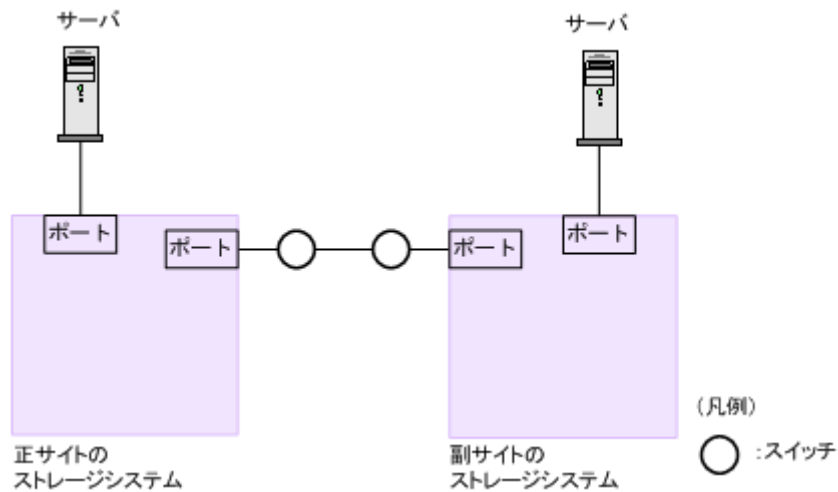 サーバ
サーバ
ポート
ポート
ポート
ポート
正サイトの
ストレージシステム
副サイトの
ストレージシステム
(凡例)
:スイッチ